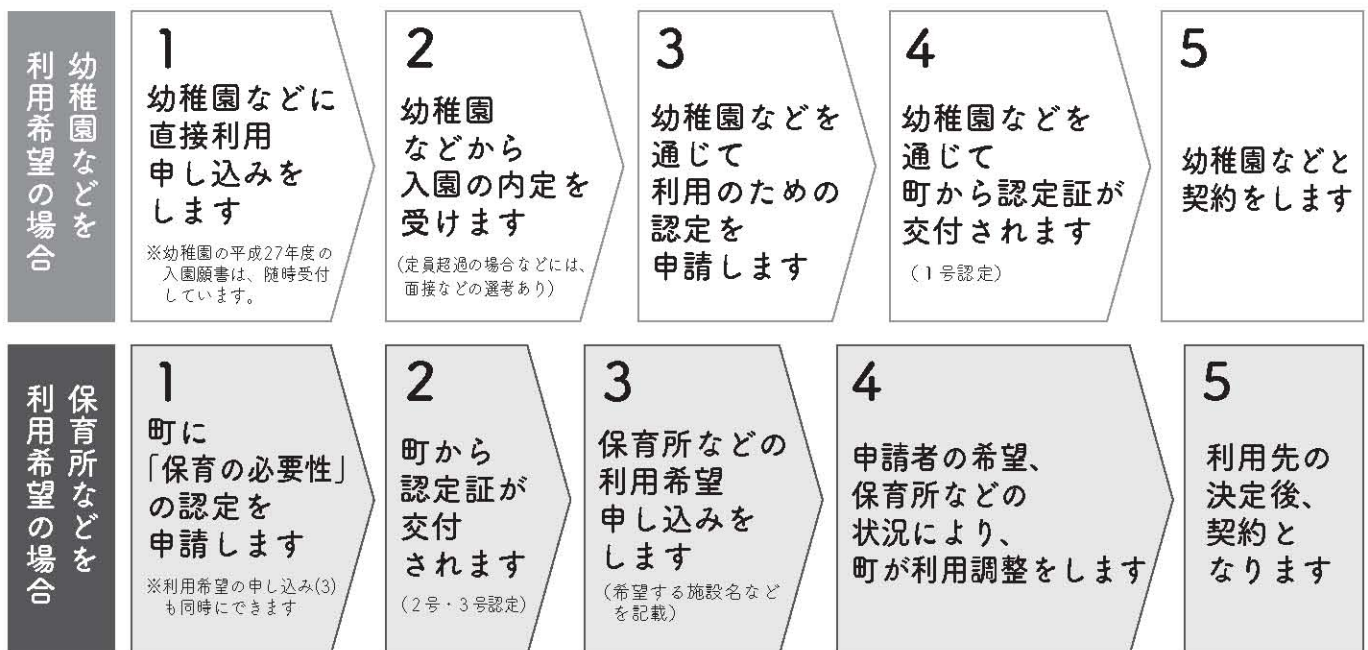 幼稚園などを
利用希望の場合
1
幼稚園などに
直接利用
申し込みを
します
※幼稚園の平成27年度の
入園願書は、随時受付
しています。
2
幼稚園
などから
入園の内定を
受けます
(定員超過の場合などには、
面接などの選考あり)
3
幼稚園などを
通じて
利用のための
認定を
申請します
4
幼稚園などを
通じて
町から認定証が
交付されます
(1号認定)
5
幼稚園などと
契約をします
保育所などを
利用希望の場合
1
町に
「保育の必要性」
の認定を
申請します
※利用希望の申し込み(3)
も同時にできます
2
町から
認定証が
交付
されます
(2号・3号認定)
3
保育所などの
利用希望
申し込みを
します
(希望する施設名など
を記載)
4
申請者の希望、
保育所などの
状況により、
町が利用調整をします
5
利用先の
決定後、
契約と
なります